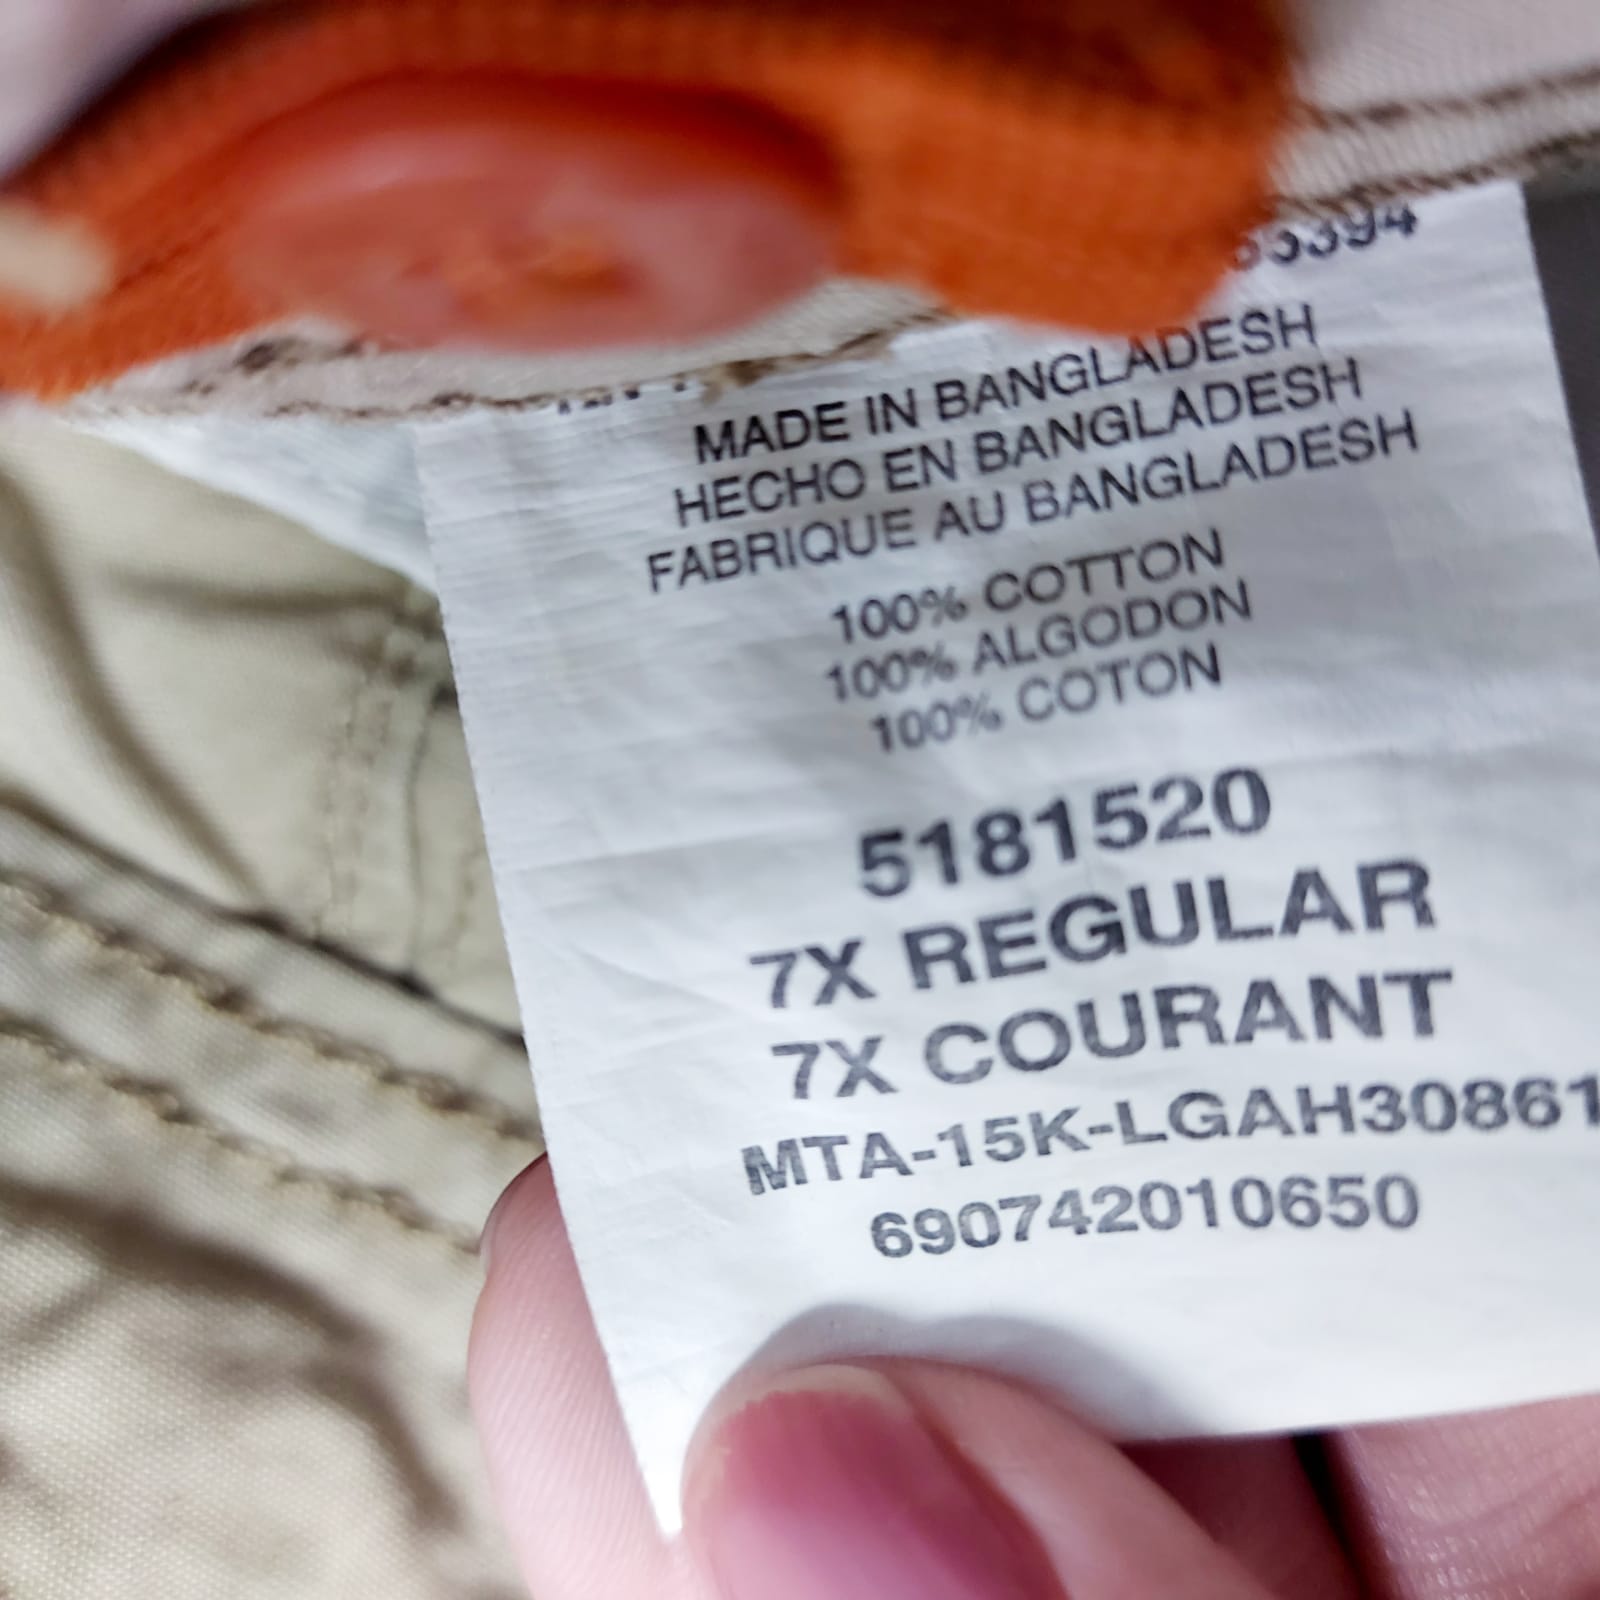 MADE IN BANGLADESH
HECHO EN BANGLADESH
FABRIQUE AU BANGLADESH
100% COTTON
100% ALGODON
100% COTON
5181520
7X REGULAR
7X COURANT
MTA-15K-LGAH30861
690742010650